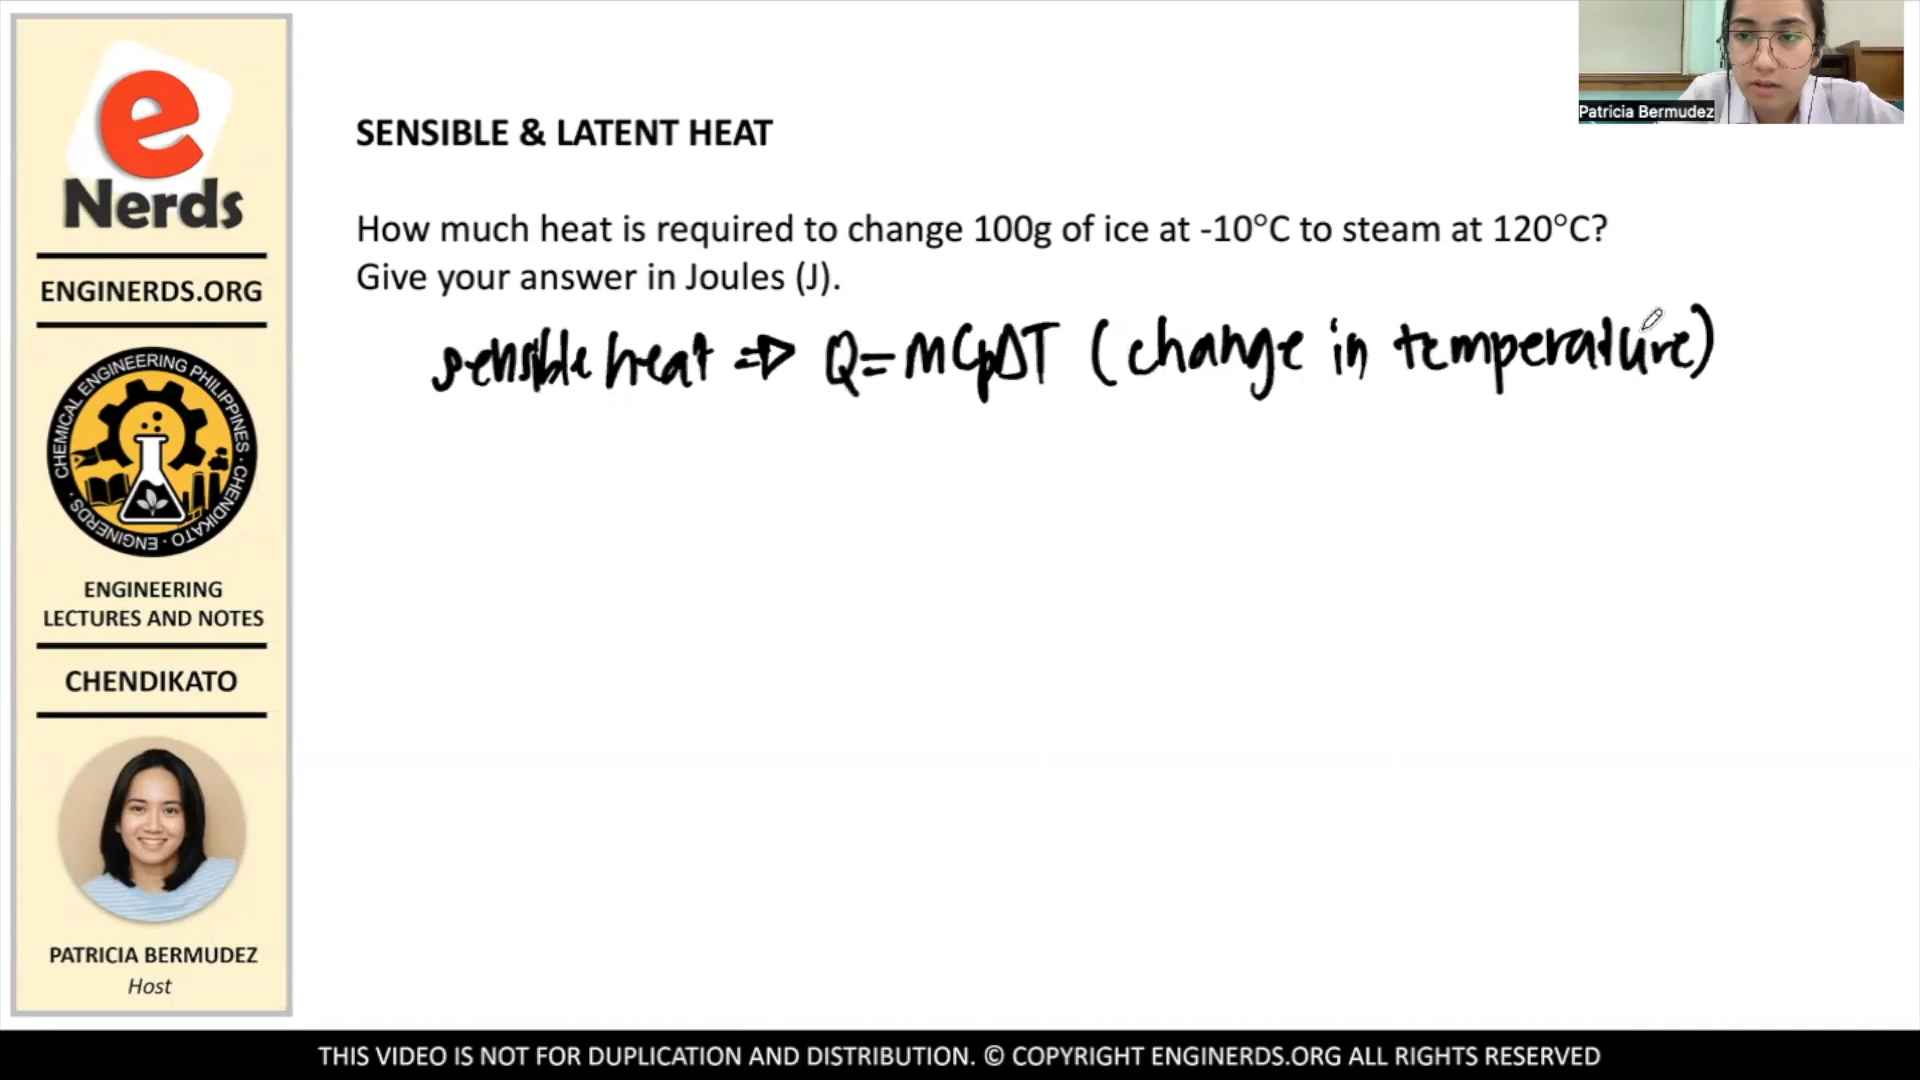 e
Nerds
ENGINERDS.ORG
CHEMICAL ENGINEERING PHILIPPINES · CHENDIKATO · ENGINERDS ·
ENGINEERING
LECTURES AND NOTES
CHENDIKATO
PATRICIA BERMUDEZ
Host
Patricia Bermudez
SENSIBLE & LATENT HEAT
How much heat is required to change 100g of ice at -10°C to steam at 120°C?
Give your answer in Joules (J).
sensible heat => Q=MCpΔT (change in temperature)
THIS VIDEO IS NOT FOR DUPLICATION AND DISTRIBUTION. © COPYRIGHT ENGINERDS.ORG ALL RIGHTS RESERVED